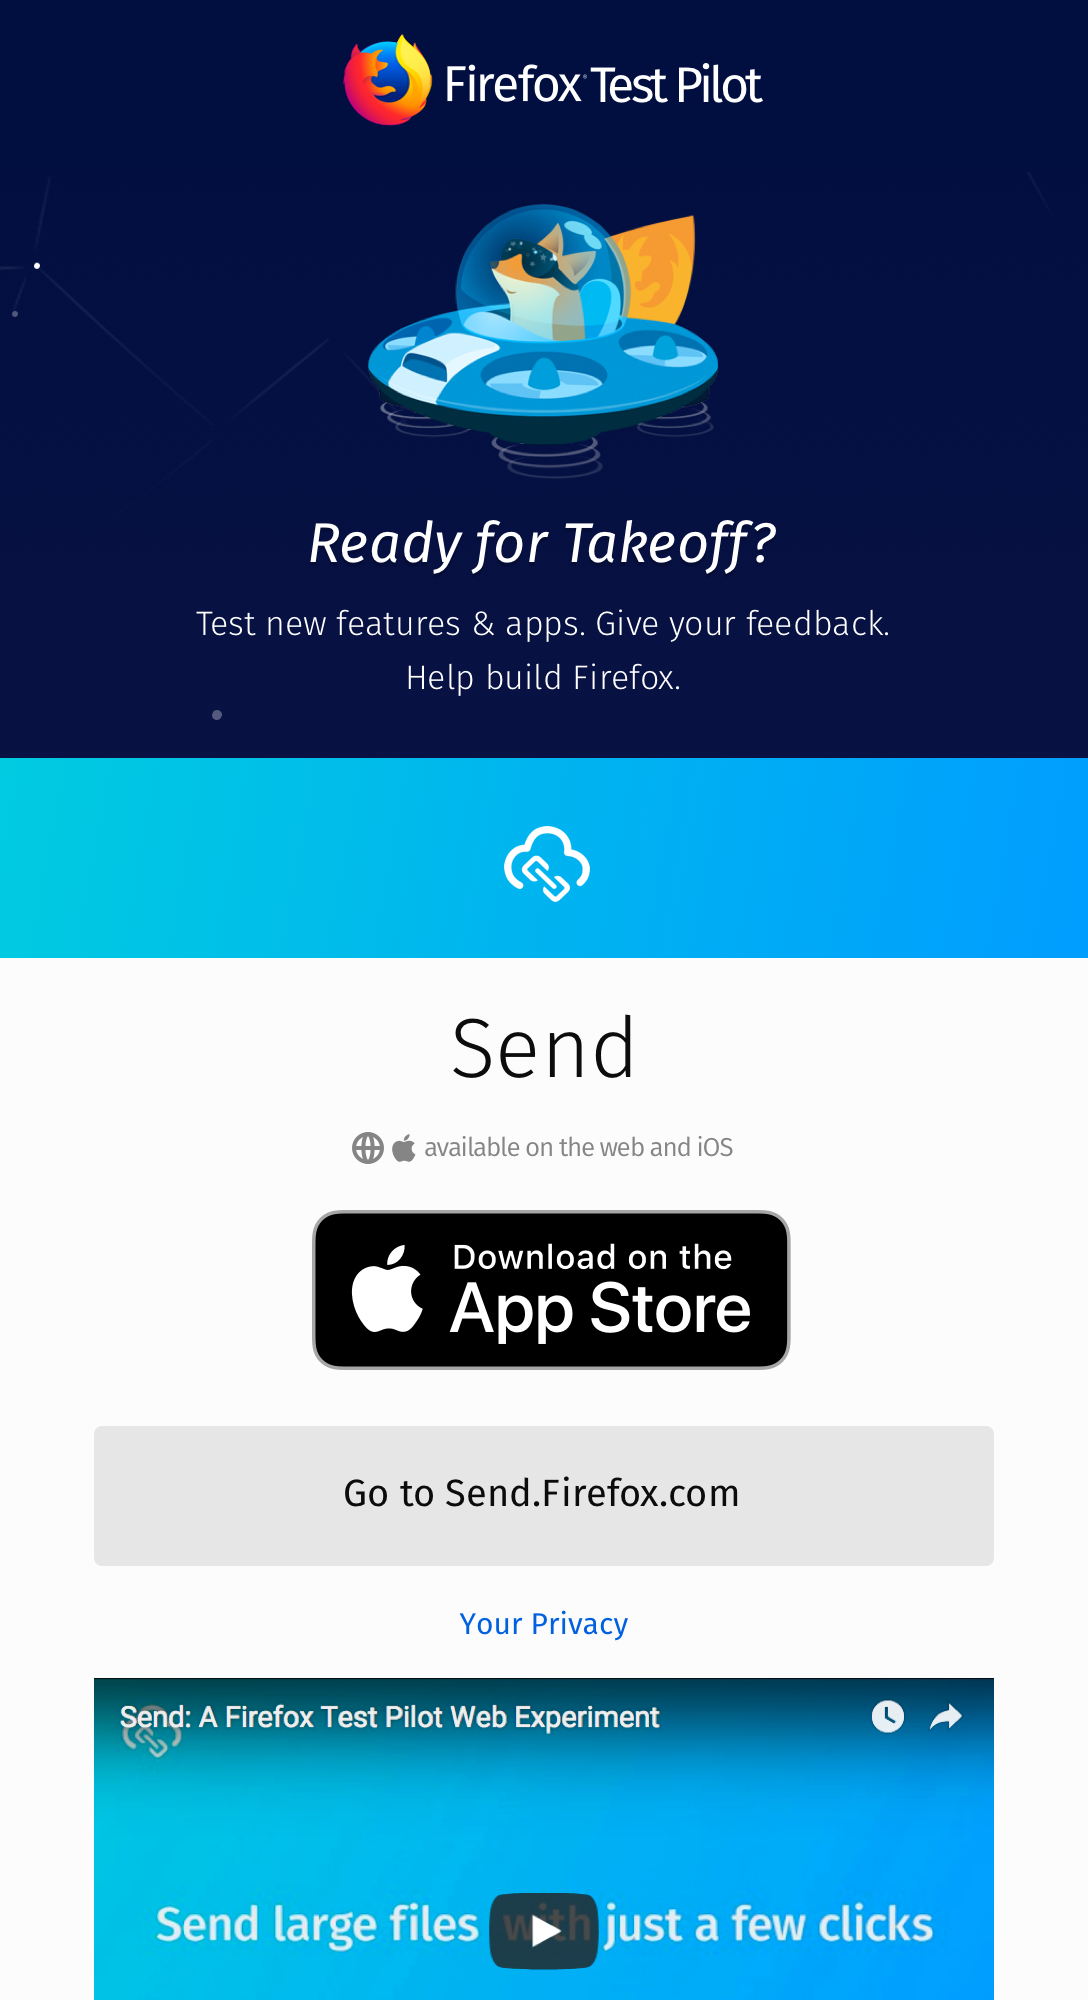 Firefox Test Pilot
Ready for Takeoff?
Test new features & apps. Give your feedback.
Help build Firefox.
Send
available on the web and iOS
Download on the
App Store
Go to Send.Firefox.com
Your Privacy
Send: A Firefox Test Pilot Web Experiment
Send large files with just a few clicks